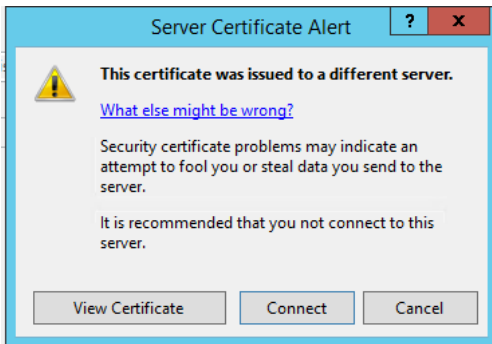 Server Certificate Alert
?
x
This certificate was issued to a different server.
What else might be wrong?
Security certificate problems may indicate an
attempt to fool you or steal data you send to the
server.
It is recommended that you not connect to this
server.
View Certificate
Connect
Cancel